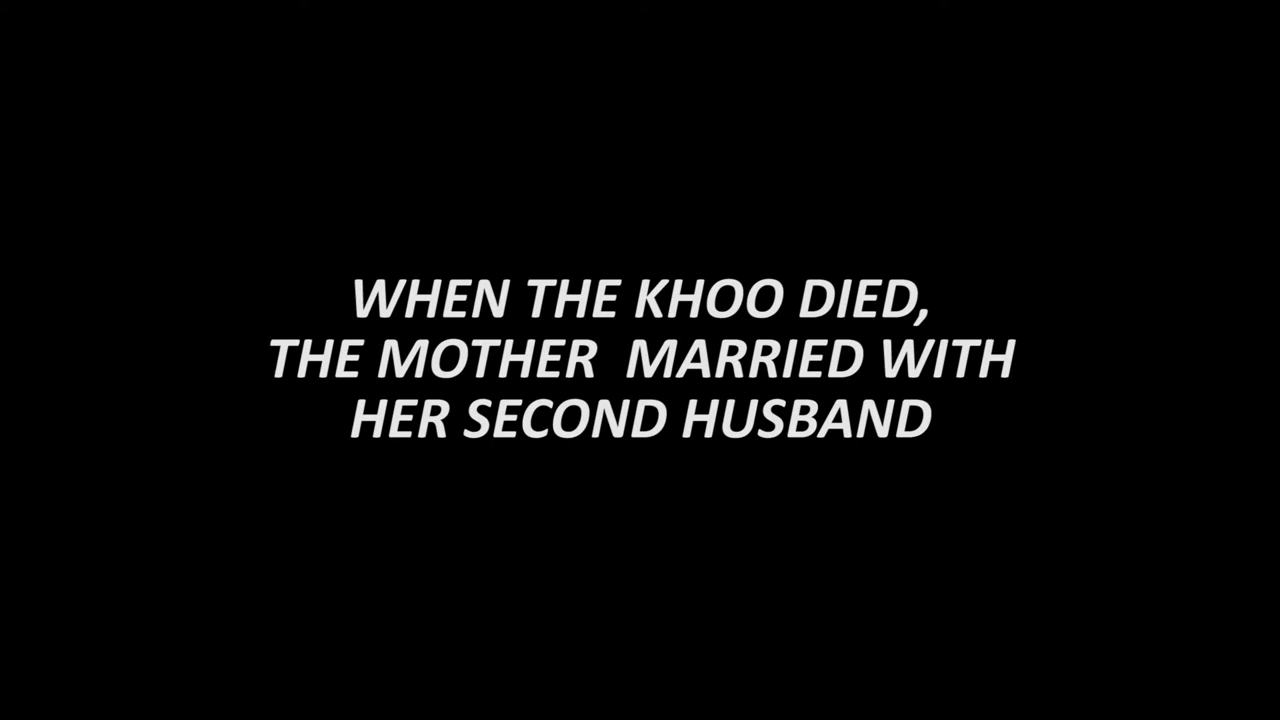 WHEN THE KHOO DIED,
THE MOTHER  MARRIED WITH
HER SECOND HUSBAND